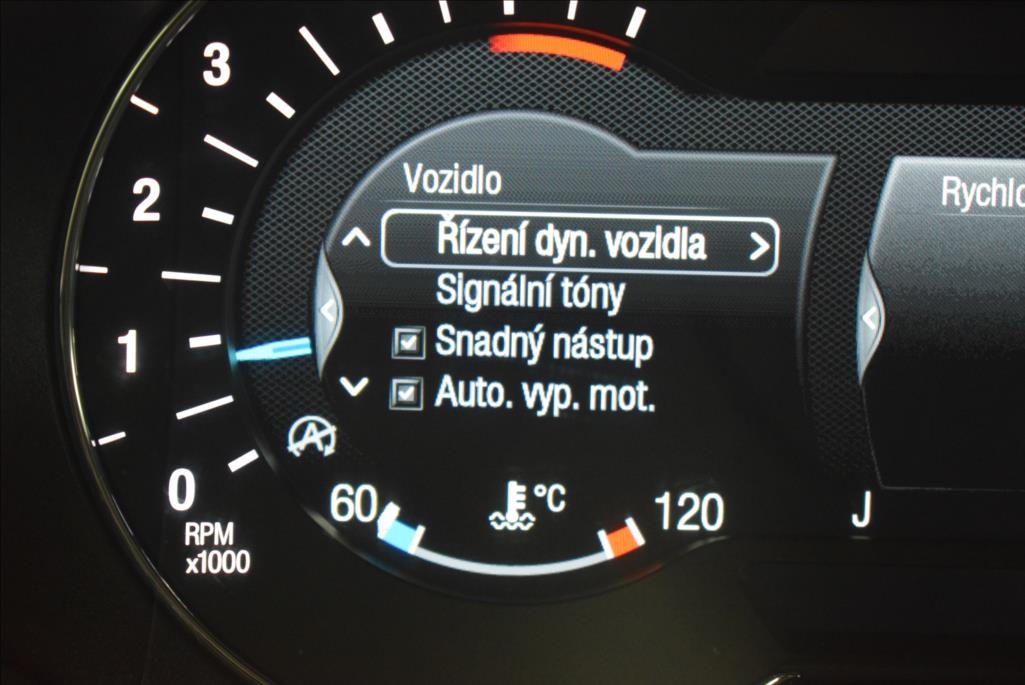 3
2
1
0
RPM
x1000
Vozidlo
Řízení dyn. vozidla
Signální tóny
Snadný nástup
Auto. vyp. mot.
A
60
°C
120
J